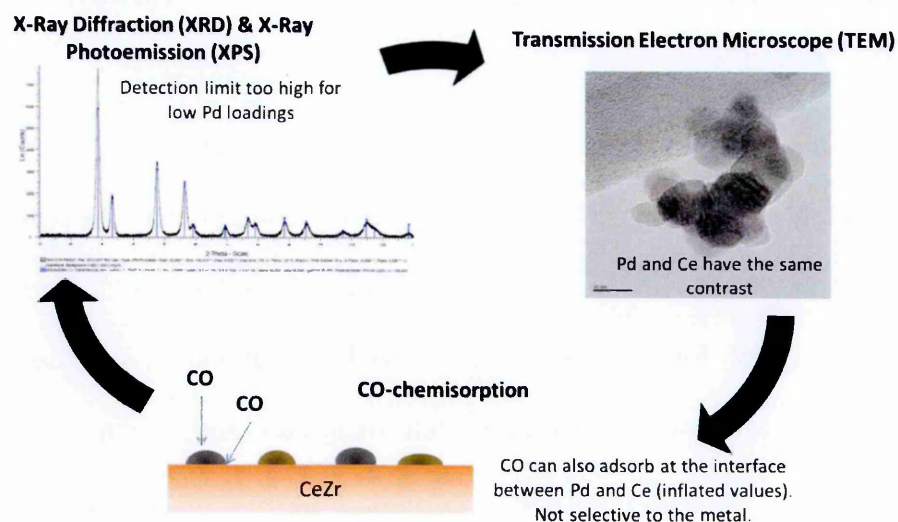 X-Ray Diffraction (XRD) & X-Ray
Photoemission (XPS)
Detection limit too high for
low Pd loadings
Transmission Electron Microscope (TEM)
Pd and Ce have the same
contrast
CO
CO
CO-chemisorption
CeZr
CO can also adsorb at the interface
between Pd and Ce (inflated values).
Not selective to the metal.